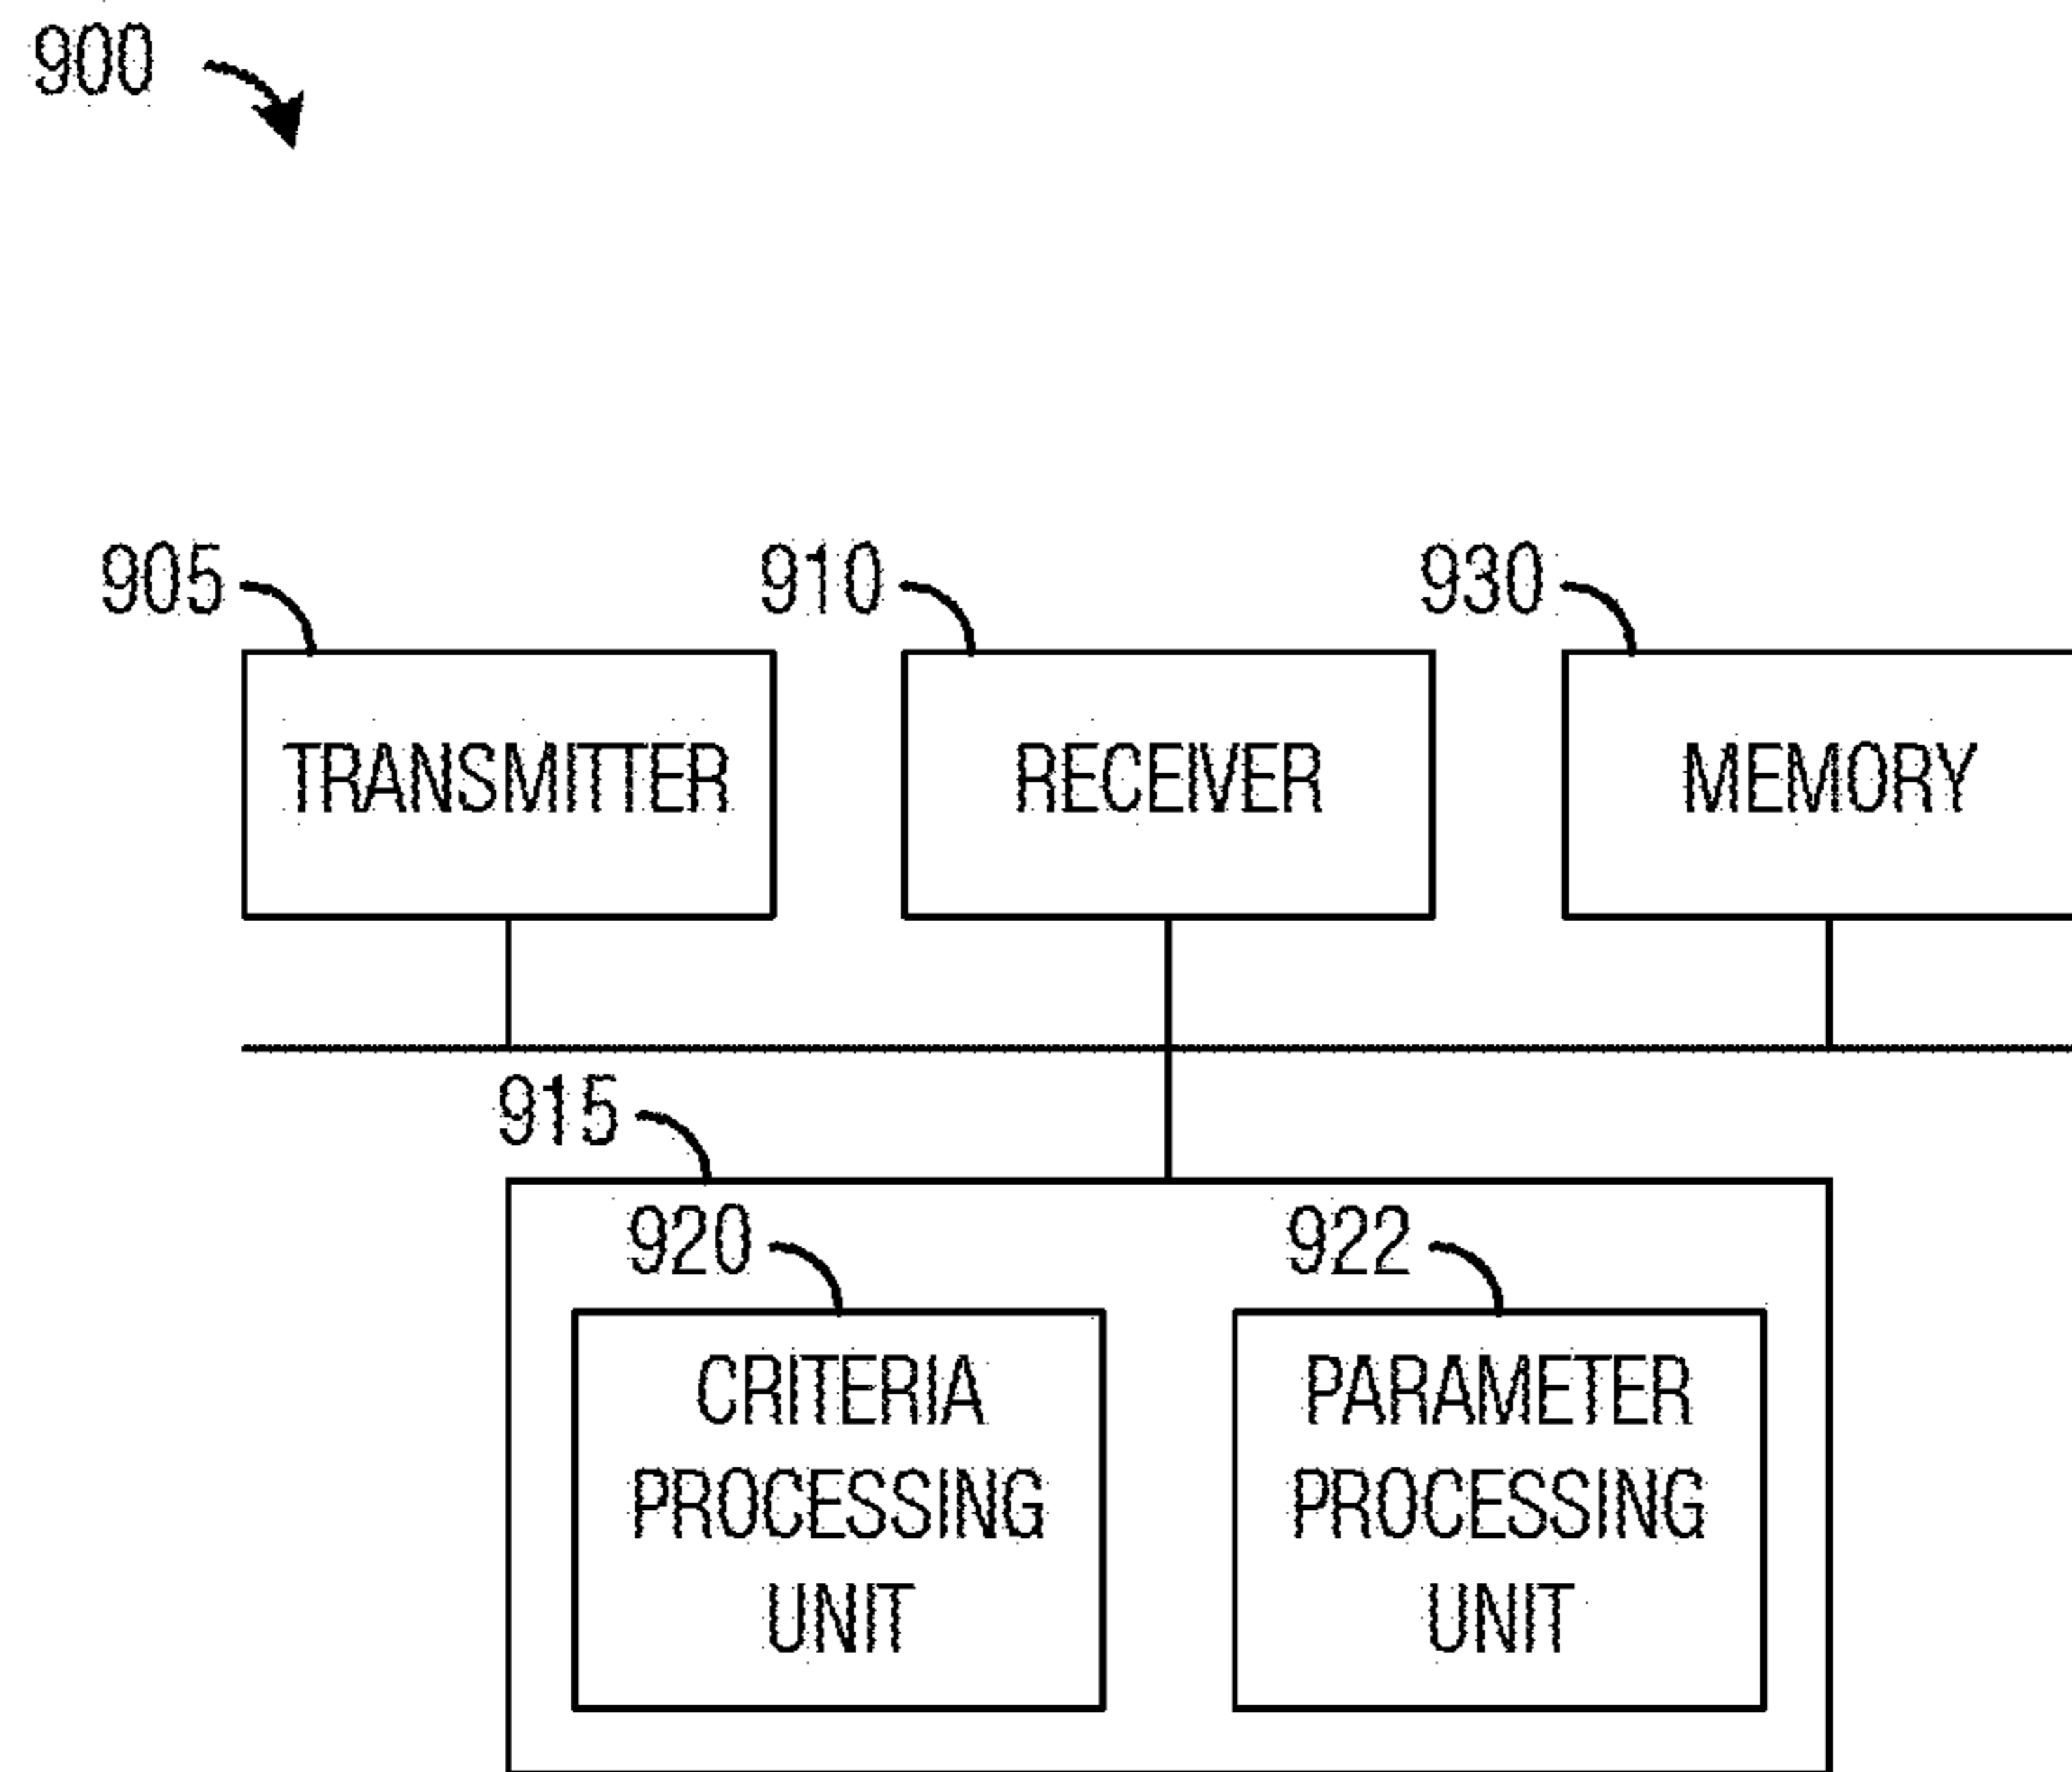 900
905
910
930
TRANSMITTER
RECEIVER
MEMORY
915
920
922
CRITERIA
PROCESSING
UNIT
PARAMETER
PROCESSING
UNIT